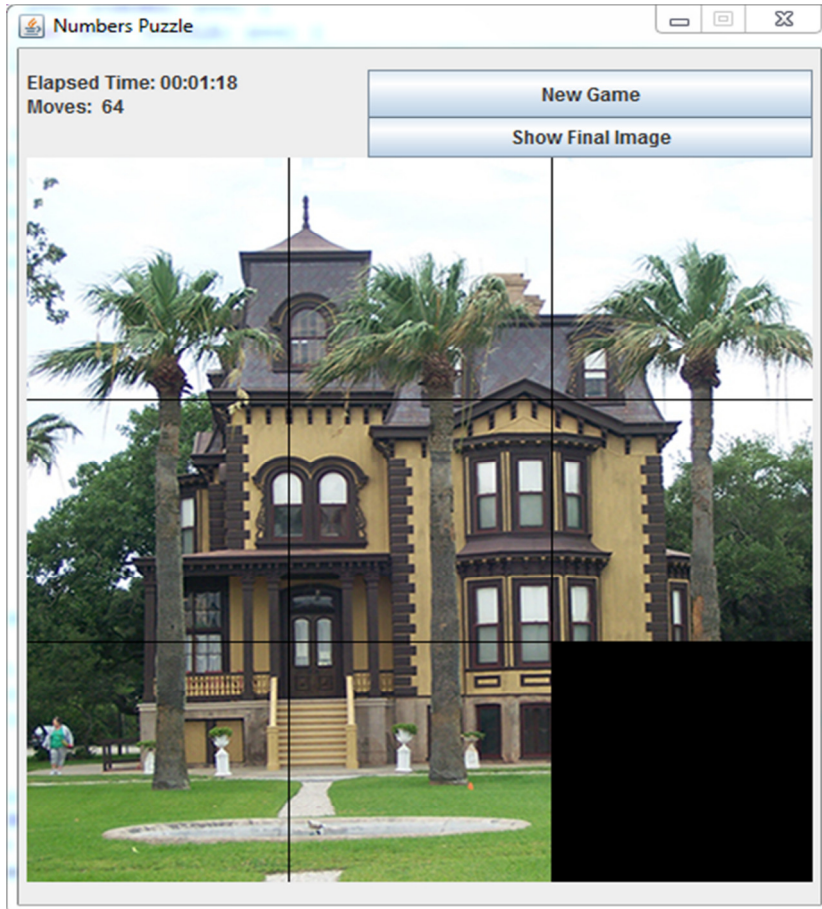 Numbers Puzzle
Elapsed Time: 00:01:18
Moves: 64
New Game
Show Final Image